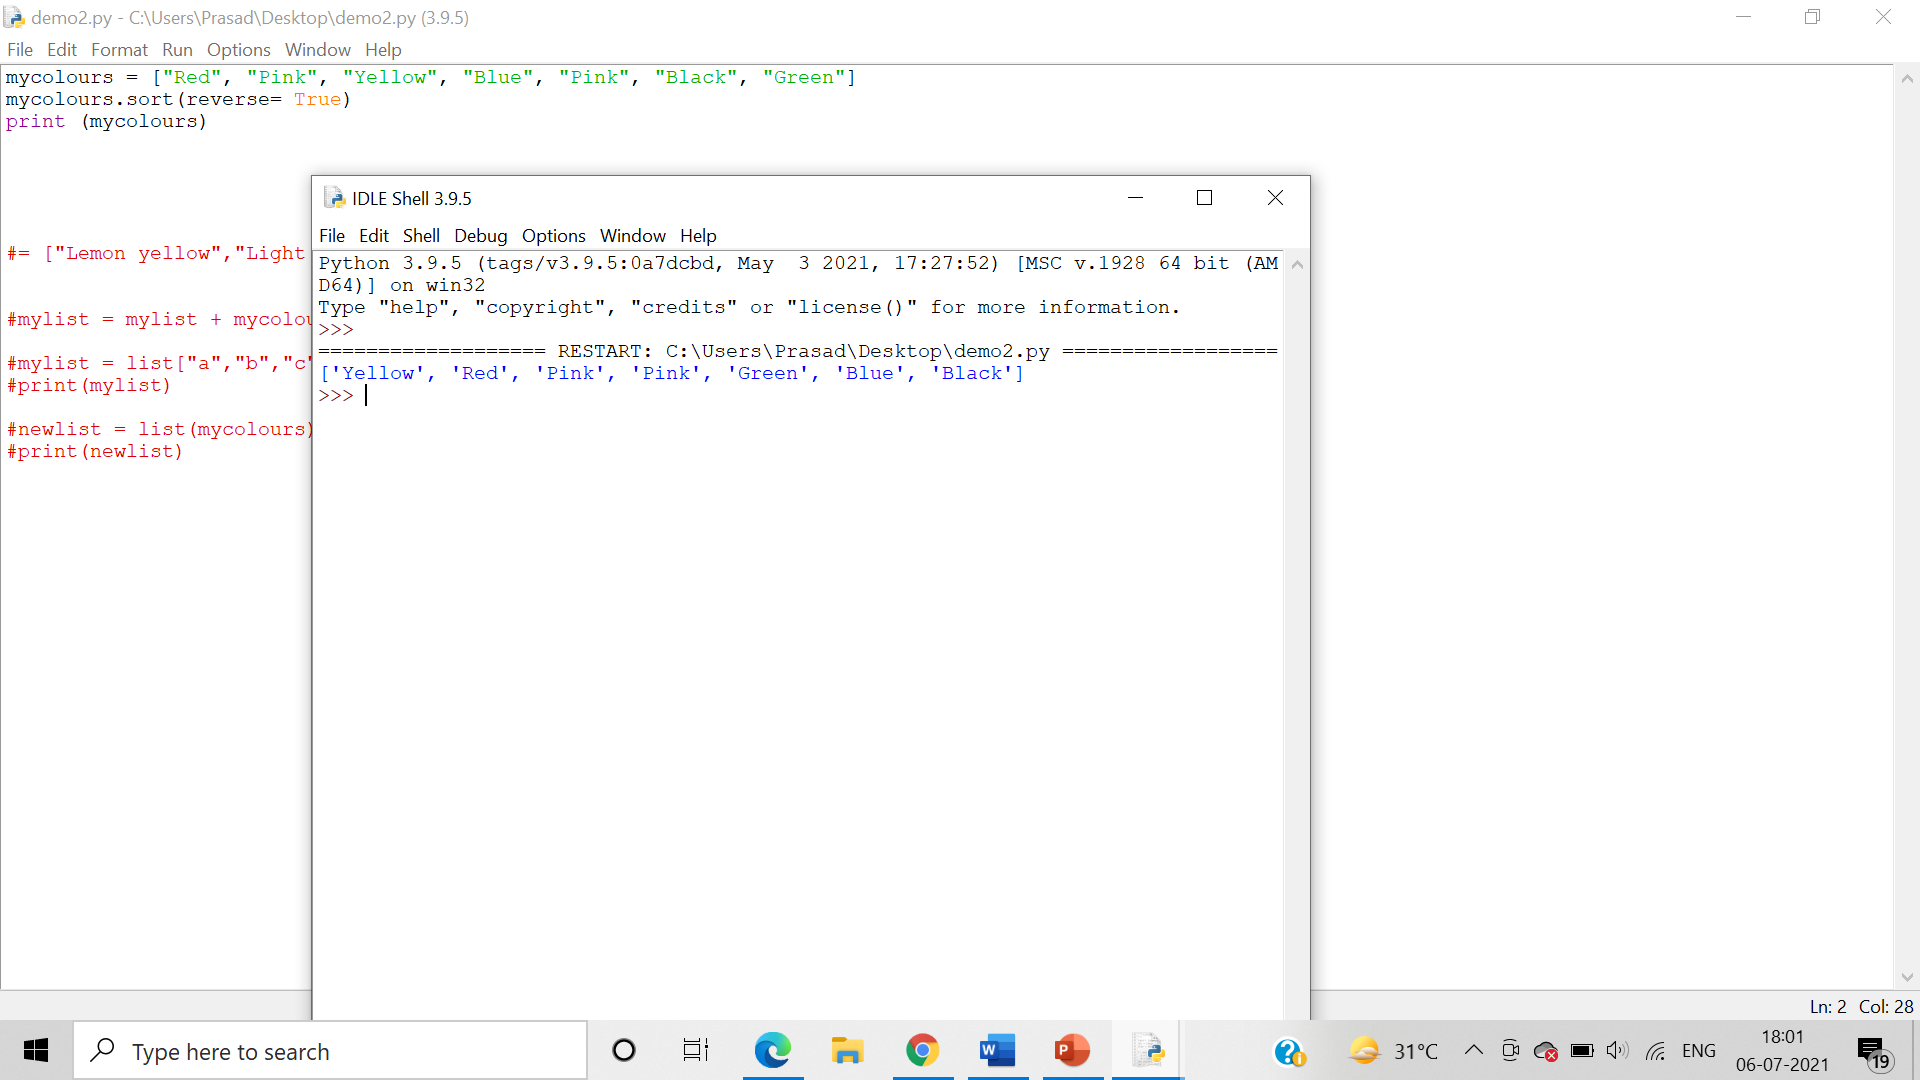 demo2.py - C:\Users\Prasad\Desktop\demo2.py (3.9.5)
File Edit Format Run Options Window Help
mycolours = ["Red", "Pink", "Yellow", "Blue", "Pink", "Black", "Green"]
mycolours.sort(reverse= True)
print (mycolours)
#= ["Lemon yellow","Light
#mylist = mylist + mycolou
#mylist = list["a","b","c"
#print(mylist)
#newlist = list(mycolours)
#print(newlist)
IDLE Shell 3.9.5
File Edit Shell Debug Options Window Help
Python 3.9.5 (tags/v3.9.5:0a7dcbd, May  3 2021, 17:27:52) [MSC v.1928 64 bit (AM
D64)] on win32
Type "help", "copyright", "credits" or "license()" for more information.
>>>
=================== RESTART: C:\Users\Prasad\Desktop\demo2.py ==================
['Yellow', 'Red', 'Pink', 'Pink', 'Green', 'Blue', 'Black']
>>>
Ln: 2 Col: 28
Type here to search
31°C
ENG
18:01
06-07-2021
19